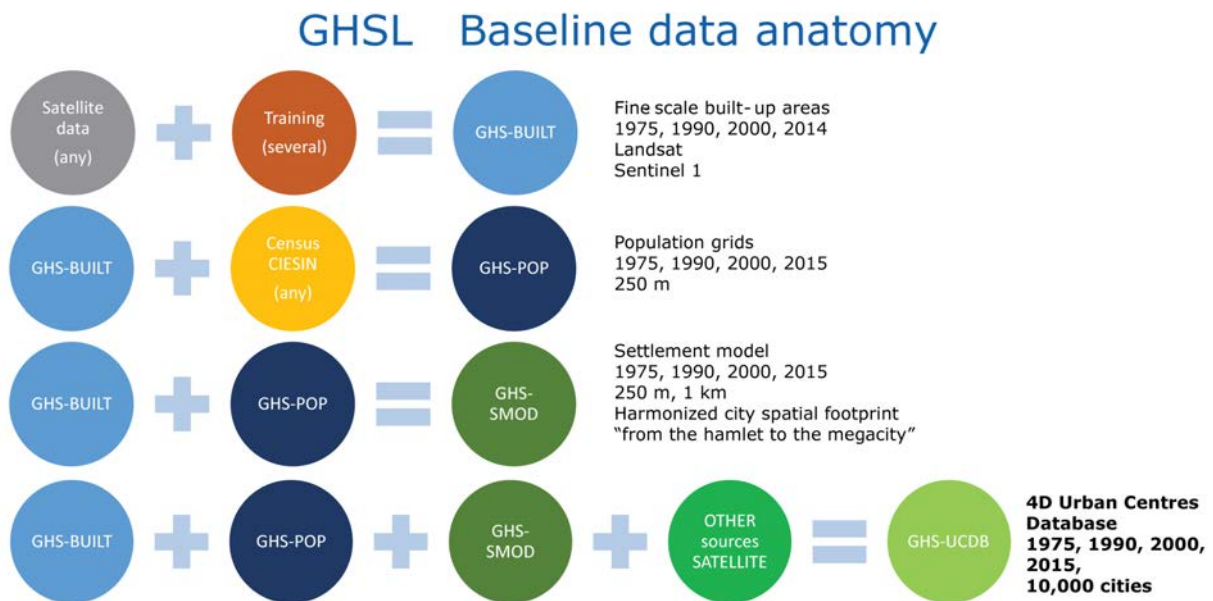 GHSL Baseline data anatomy
Satellite
data
(any)
Training
(several)
GHS-BUILT
Fine scale built-up areas
1975, 1990, 2000, 2014
Landsat
Sentinel 1
GHS-BUILT
Census
CIESIN
(any)
GHS-POP
Population grids
1975, 1990, 2000, 2015
250 m
GHS-BUILT
GHS-POP
GHS-
SMOD
Settlement model
1975, 1990, 2000, 2015
250 m, 1 km
Harmonized city spatial footprint
“from the hamlet to the megacity”
GHS-BUILT
GHS-POP
GHS-
SMOD
OTHER
sources
SATELLITE
GHS-UCDB
4D Urban Centres
Database
1975, 1990, 2000,
2015,
10,000 cities